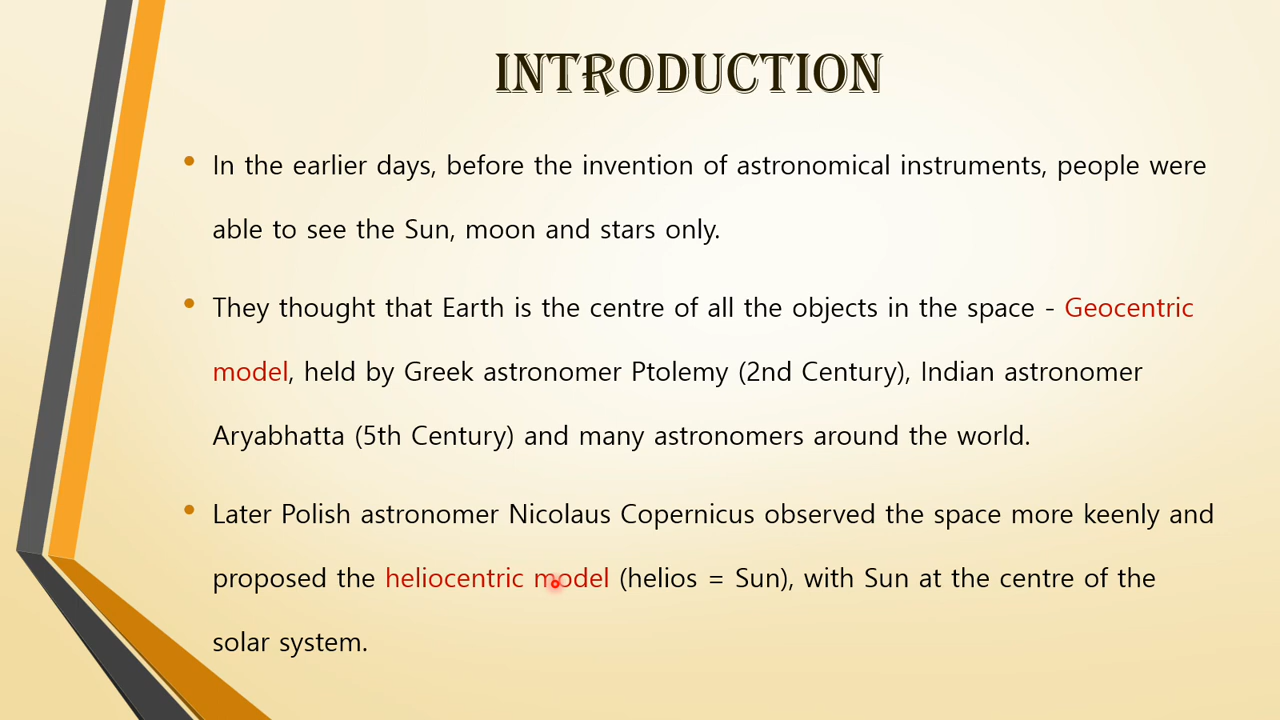 INTRODUCTION
• In the earlier days, before the invention of astronomical instruments, people were
able to see the Sun, moon and stars only.
• They thought that Earth is the centre of all the objects in the space - Geocentric
model, held by Greek astronomer Ptolemy (2nd Century), Indian astronomer
Aryabhatta (5th Century) and many astronomers around the world.
• Later Polish astronomer Nicolaus Copernicus observed the space more keenly and
proposed the heliocentric model (helios = Sun), with Sun at the centre of the
solar system.